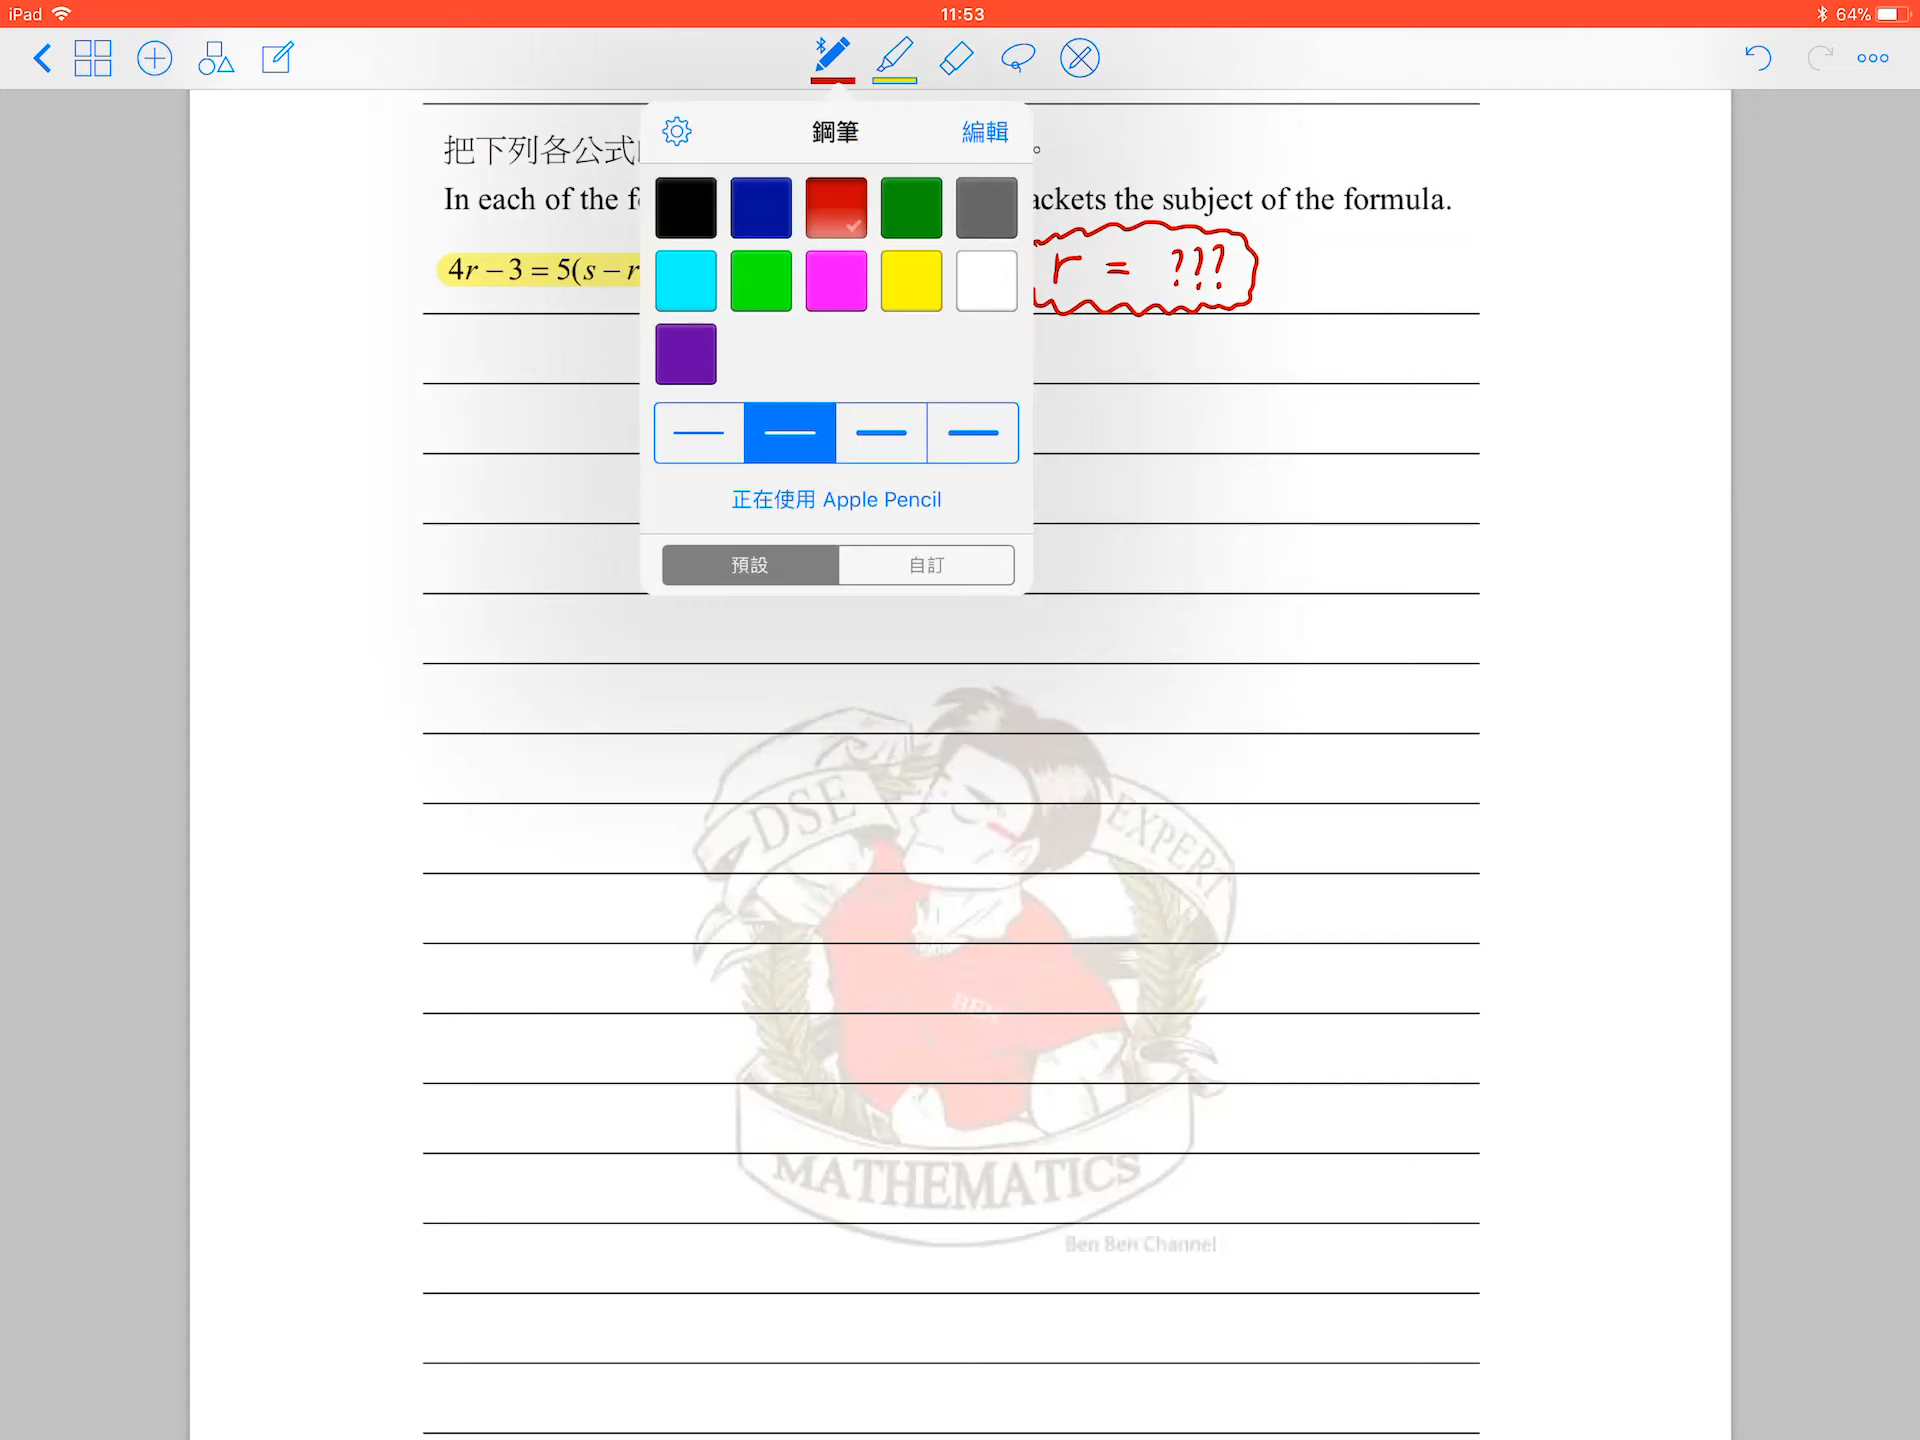 iPad 11:53 64%
鋼筆 編輯
把下列各公式 。
In each of the f ackets the subject of the formula.
4r – 3 = 5(s – r r = ???
正在使用 Apple Pencil
預設 自訂
DSE EXPERT
BEN
MATHEMATICS
Ben Ben Channel